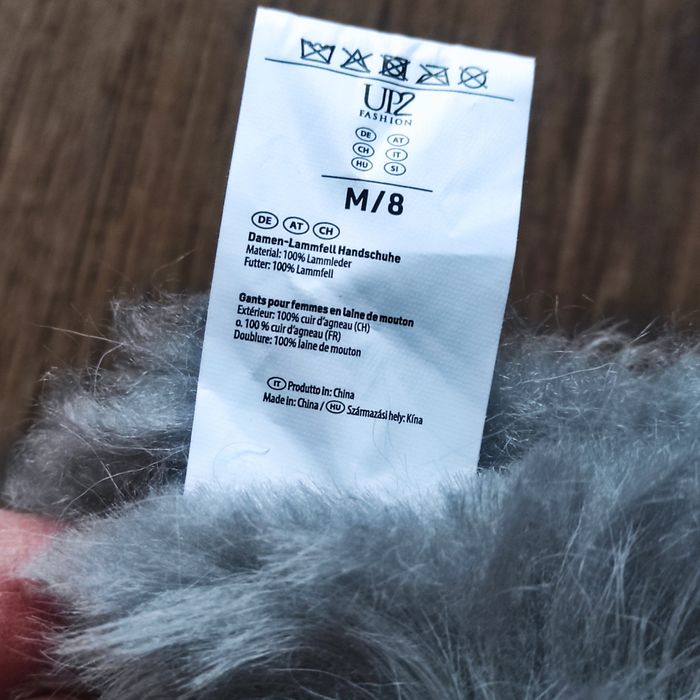 UP2
FASHION
DE AT
CH IT
HU SI
M/8
DE AT CH
Damen-Lammfell Handschuhe
Material: 100% Lammleder
Futter: 100% Lammfell
Gants pour femmes en laine de mouton
Extérieur: 100% cuir d'agneau (CH)
o. 100 % cuir d'agneau (FR)
Doublure: 100% laine de mouton
IT Produtto in: China
Made in: China / HU Származási hely: Kína